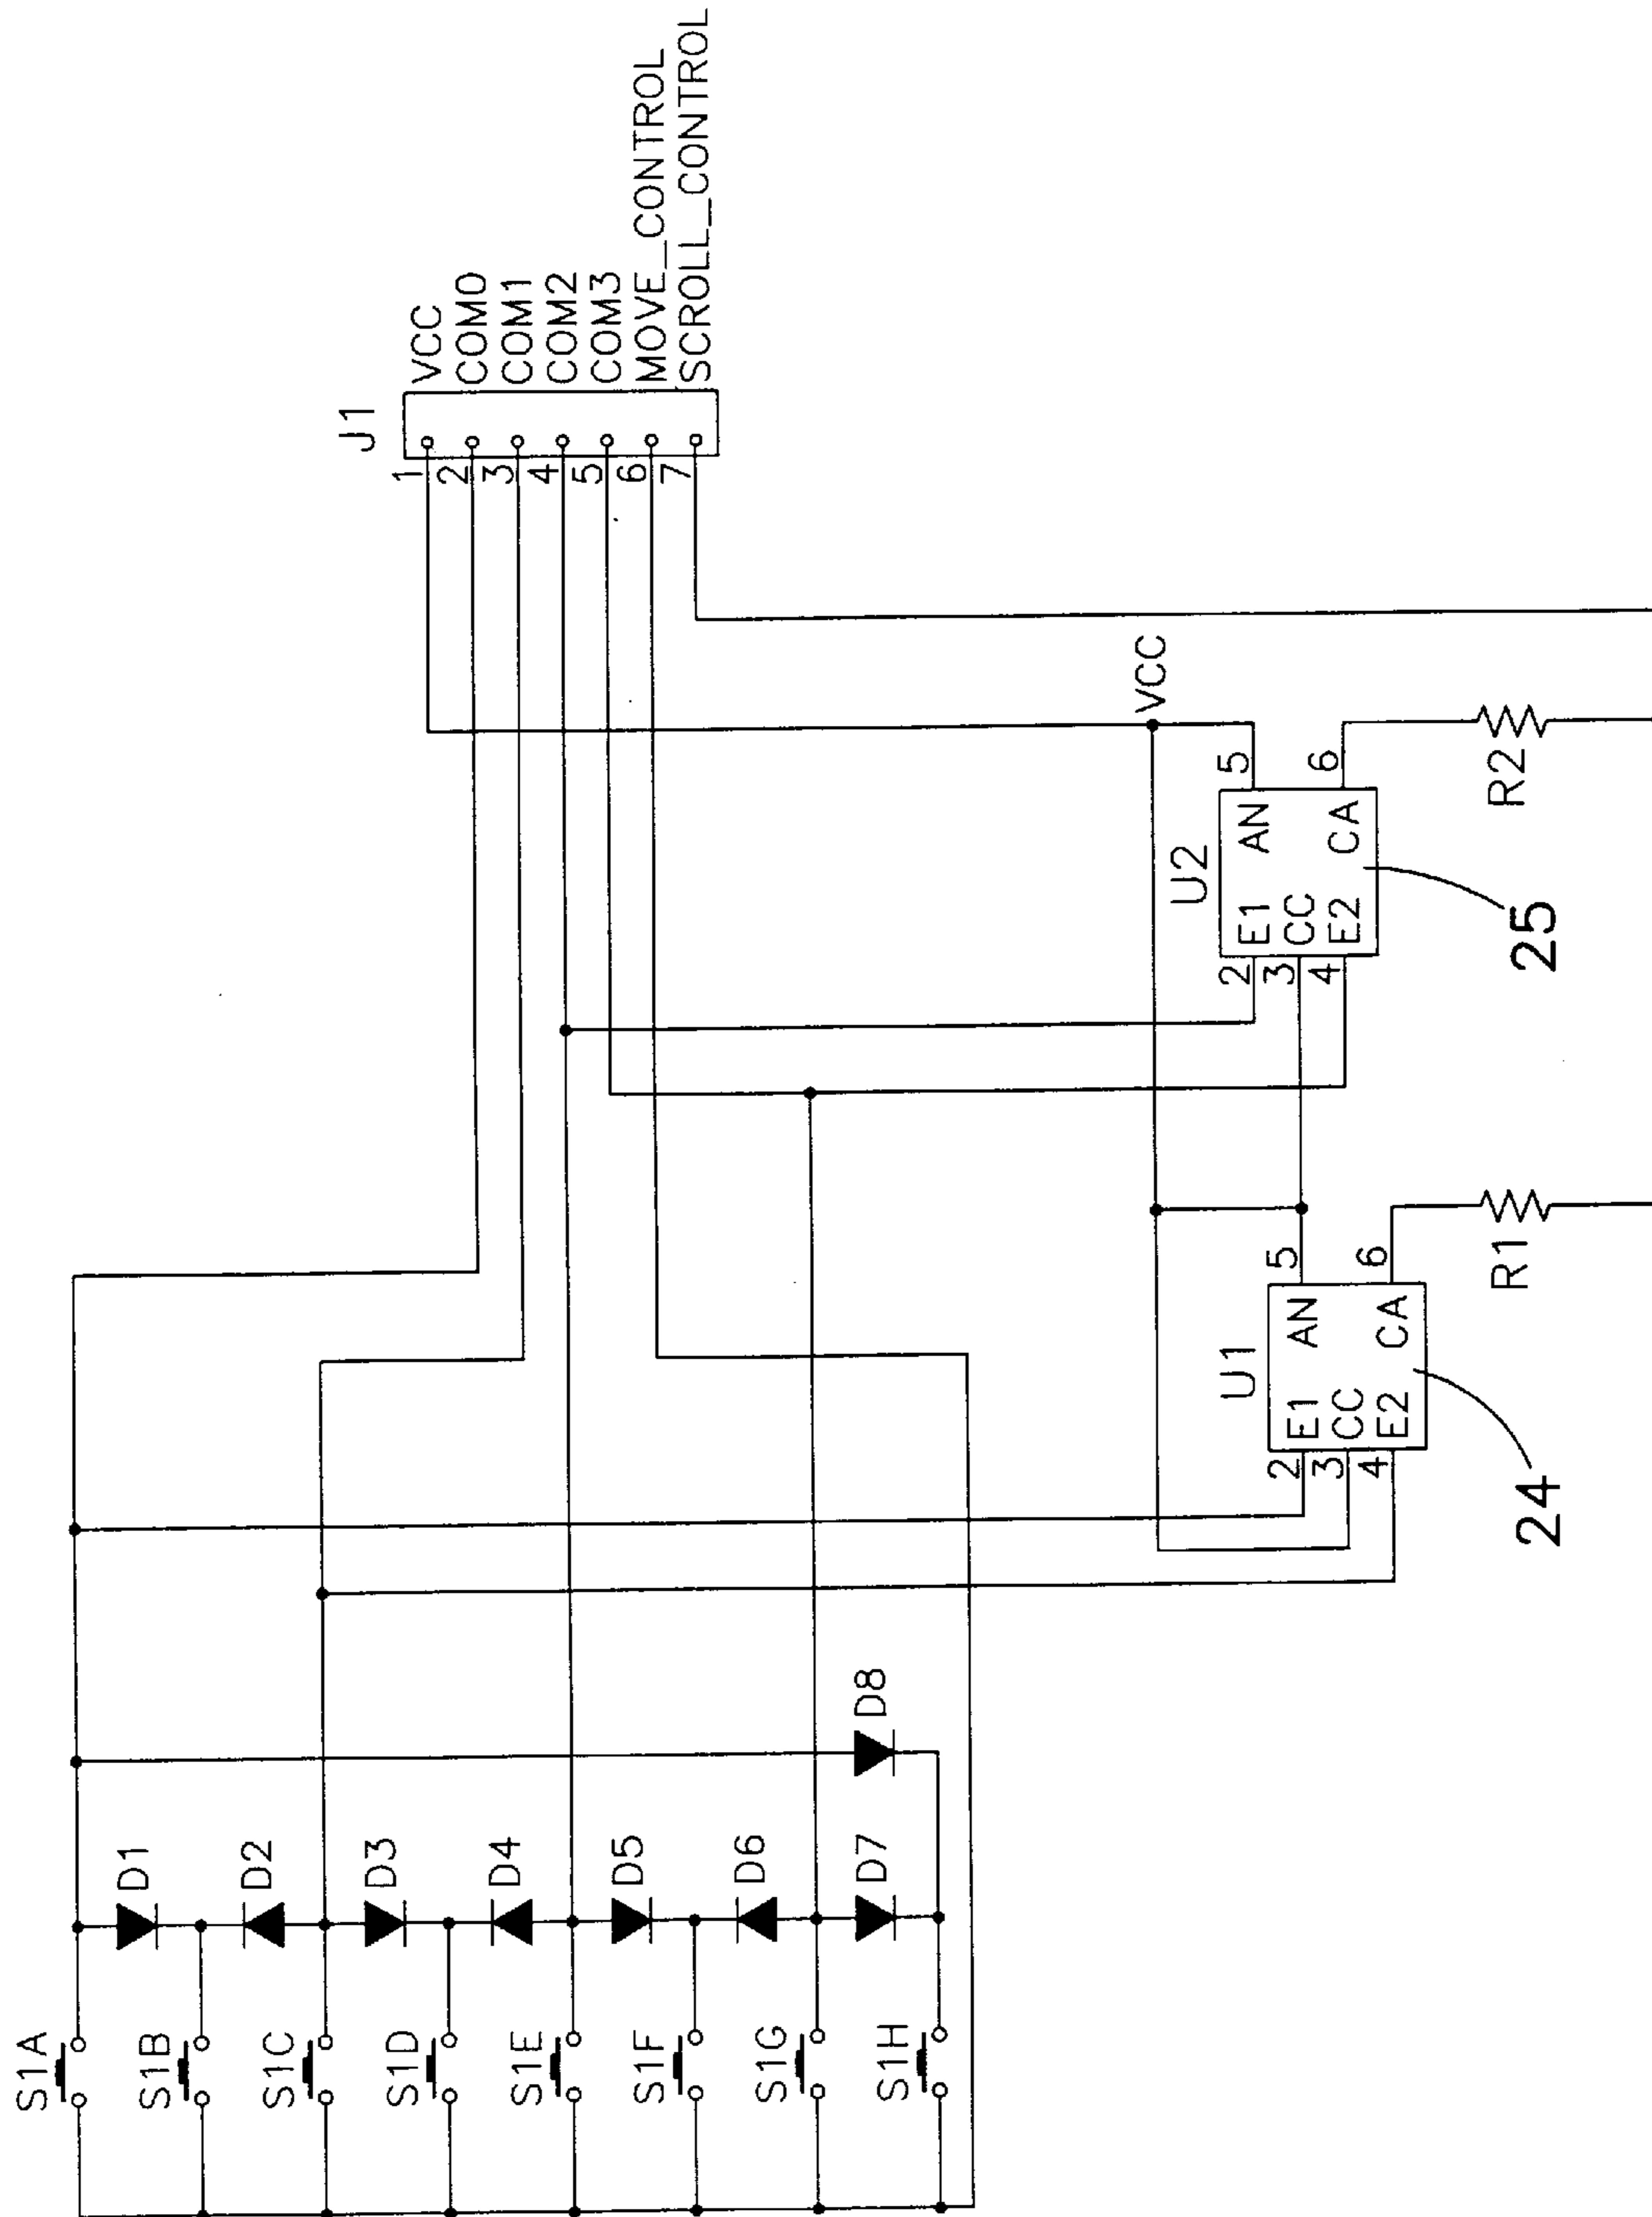 S1A
S1B
S1C
S1D
S1E
S1F
S1G
S1H
D1
D2
D3
D4
D5
D6
D7
D8
J1
1 VCC
2 COM0
3 COM1
4 COM2
5 COM3
6 MOVE_CONTROL
7 SCROLL_CONTROL
VCC
U1
2 E1 AN 5
3 CC
4 E2 CA 6
24
R1
U2
2 E1 AN 5
3 CC
4 E2 CA 6
25
R2